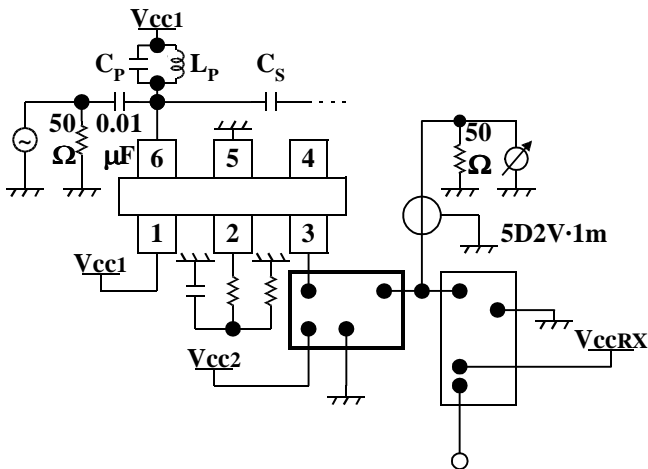 Vcc1
CP
LP
CS
50
Ω
0.01
μF
6
5
4
50
Ω
1
2
3
5D2V·1m
Vcc1
Vcc2
VccRX
~